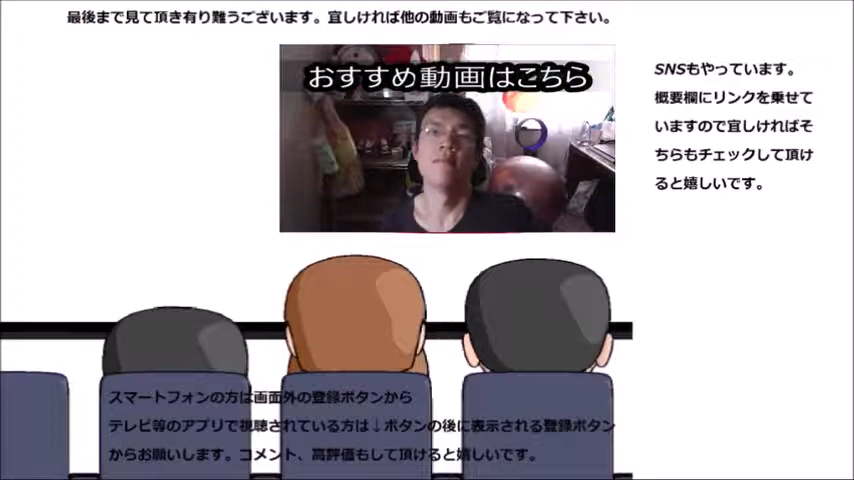 最後まで見て頂き有り難うございます。宜しければ他の動画もご覧になって下さい。
おすすめ動画はこちら
SNSもやっています。
概要欄にリンクを乗せて
いますので宜しければそ
ちらもチェックして頂け
ると嬉しいです。
スマートフォンの方は画面外の登録ボタンから
テレビ等のアプリで視聴されている方は↓ボタンの後に表示される登録ボタン
からお願いします。コメント、高評価もして頂けると嬉しいです。